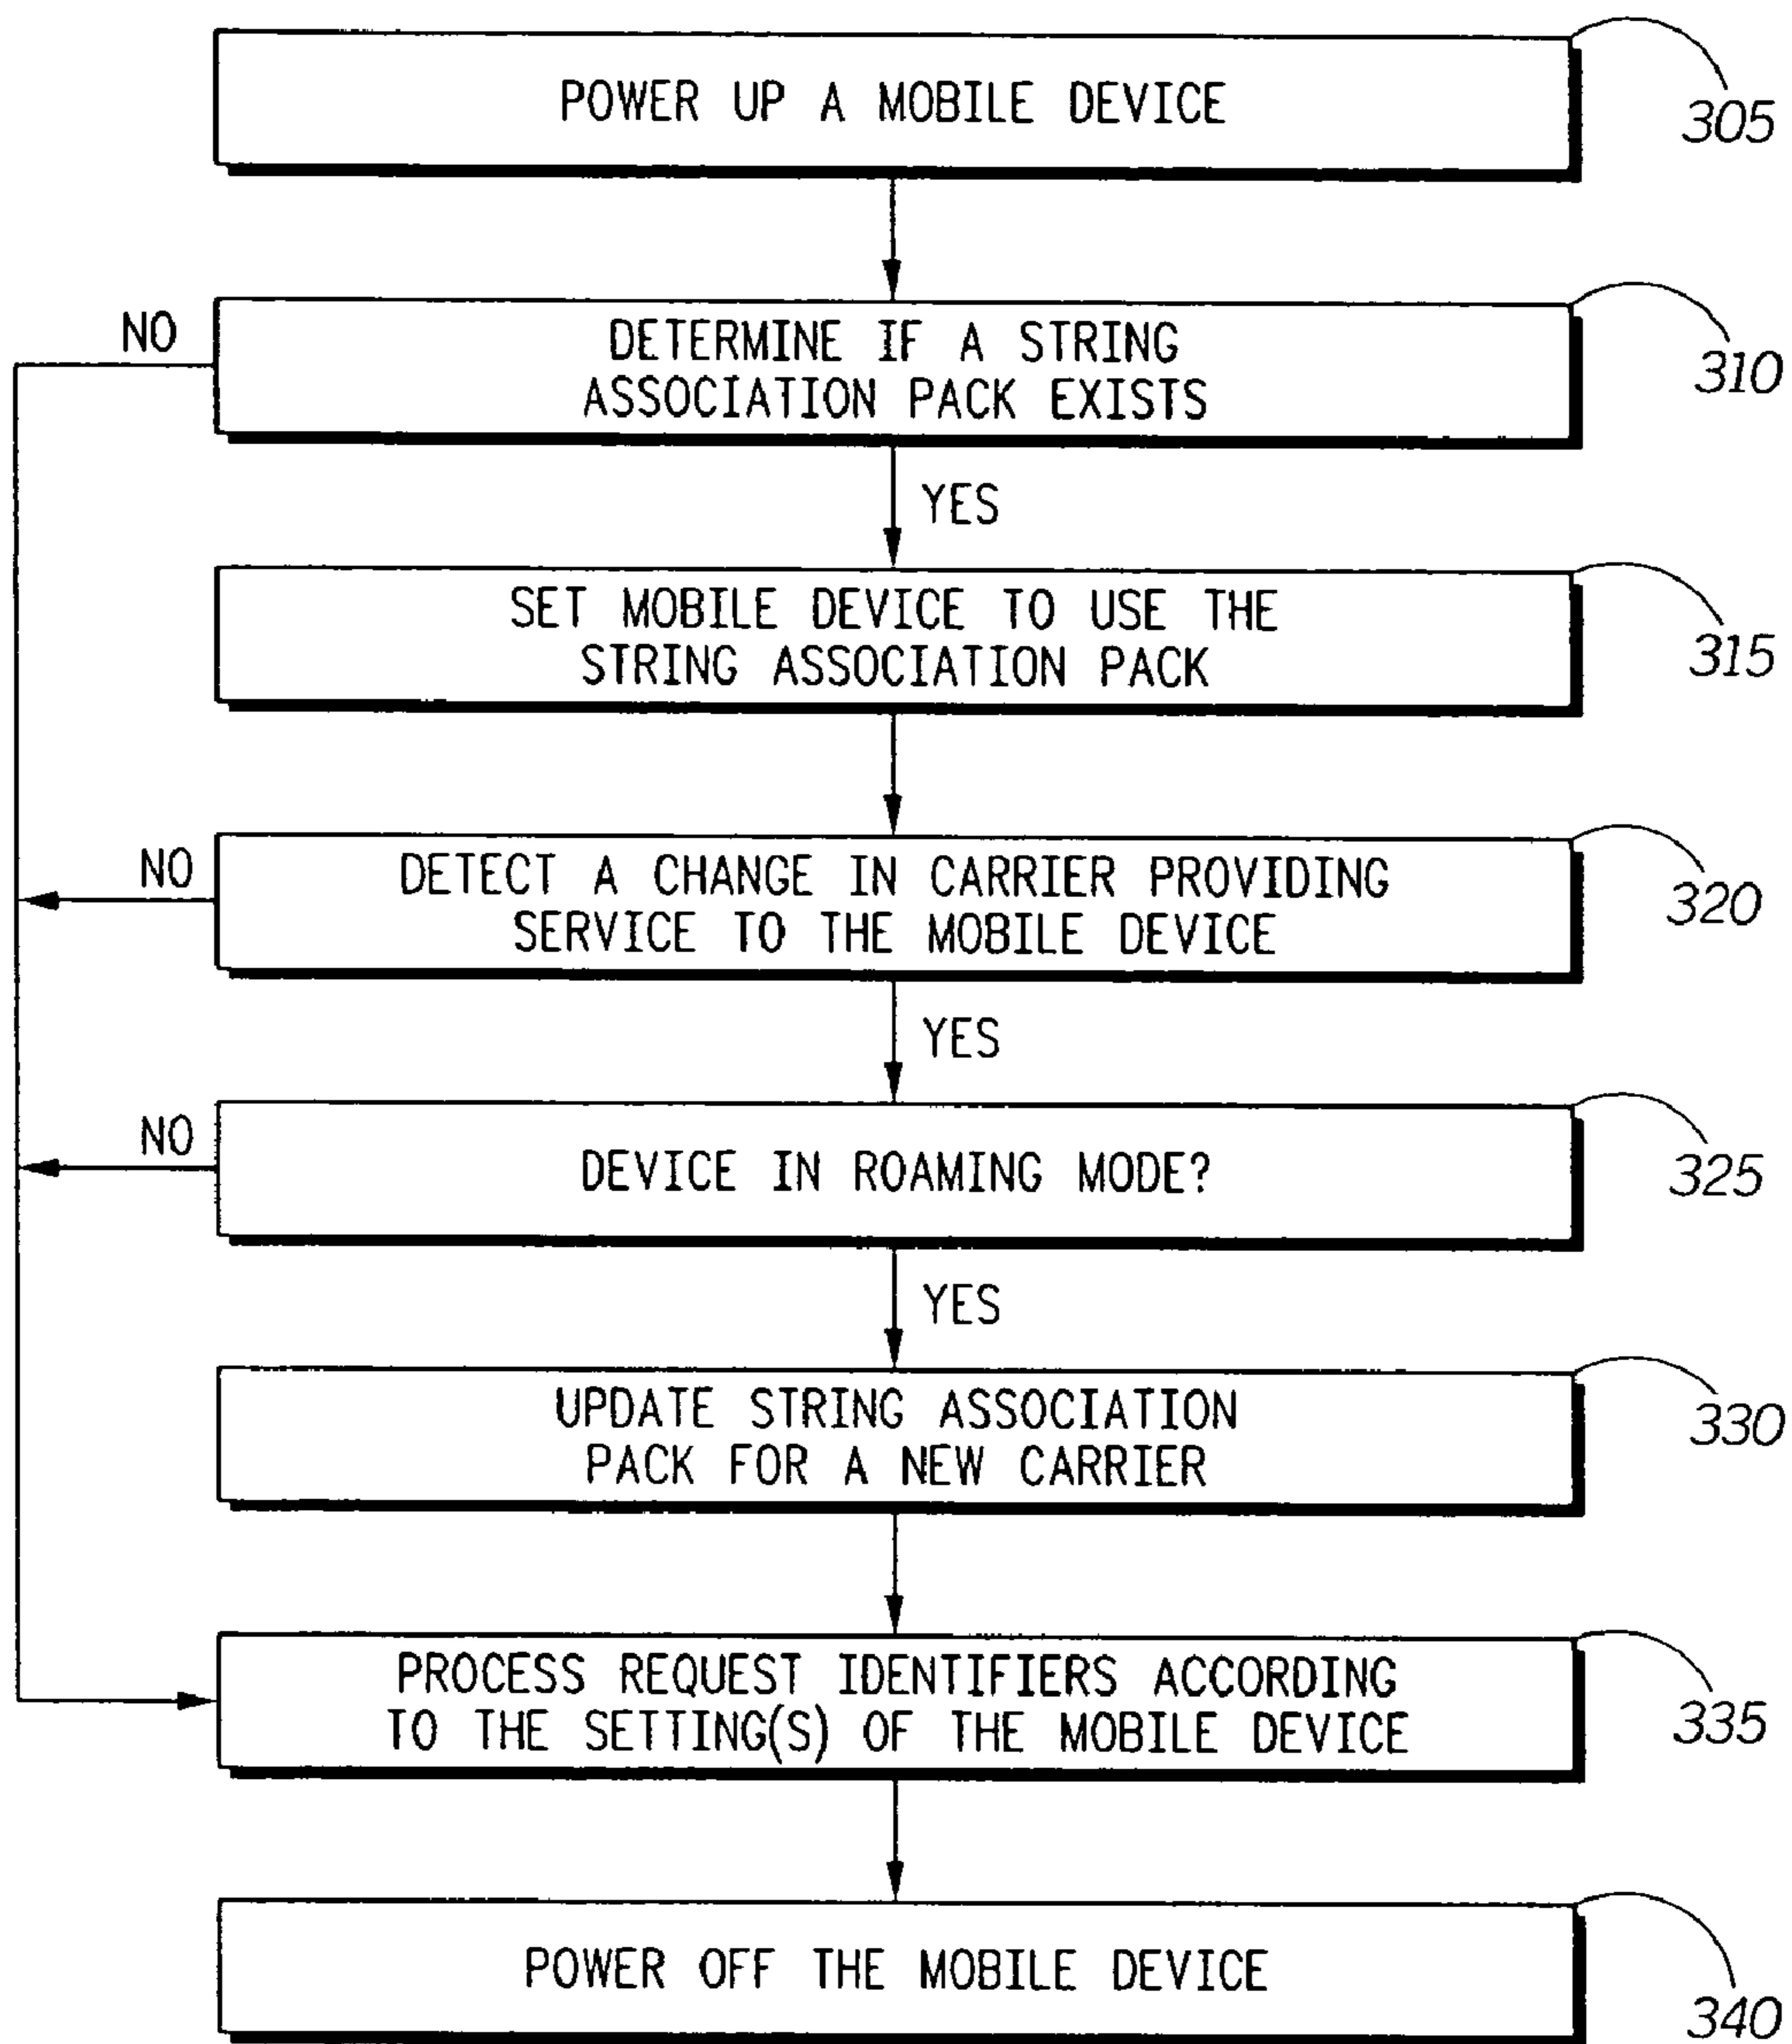 POWER UP A MOBILE DEVICE
305
NO
DETERMINE IF A STRING
ASSOCIATION PACK EXISTS
310
YES
SET MOBILE DEVICE TO USE THE
STRING ASSOCIATION PACK
315
NO
DETECT A CHANGE IN CARRIER PROVIDING
SERVICE TO THE MOBILE DEVICE
320
YES
NO
DEVICE IN ROAMING MODE?
325
YES
UPDATE STRING ASSOCIATION
PACK FOR A NEW CARRIER
330
PROCESS REQUEST IDENTIFIERS ACCORDING
TO THE SETTING(S) OF THE MOBILE DEVICE
335
POWER OFF THE MOBILE DEVICE
340